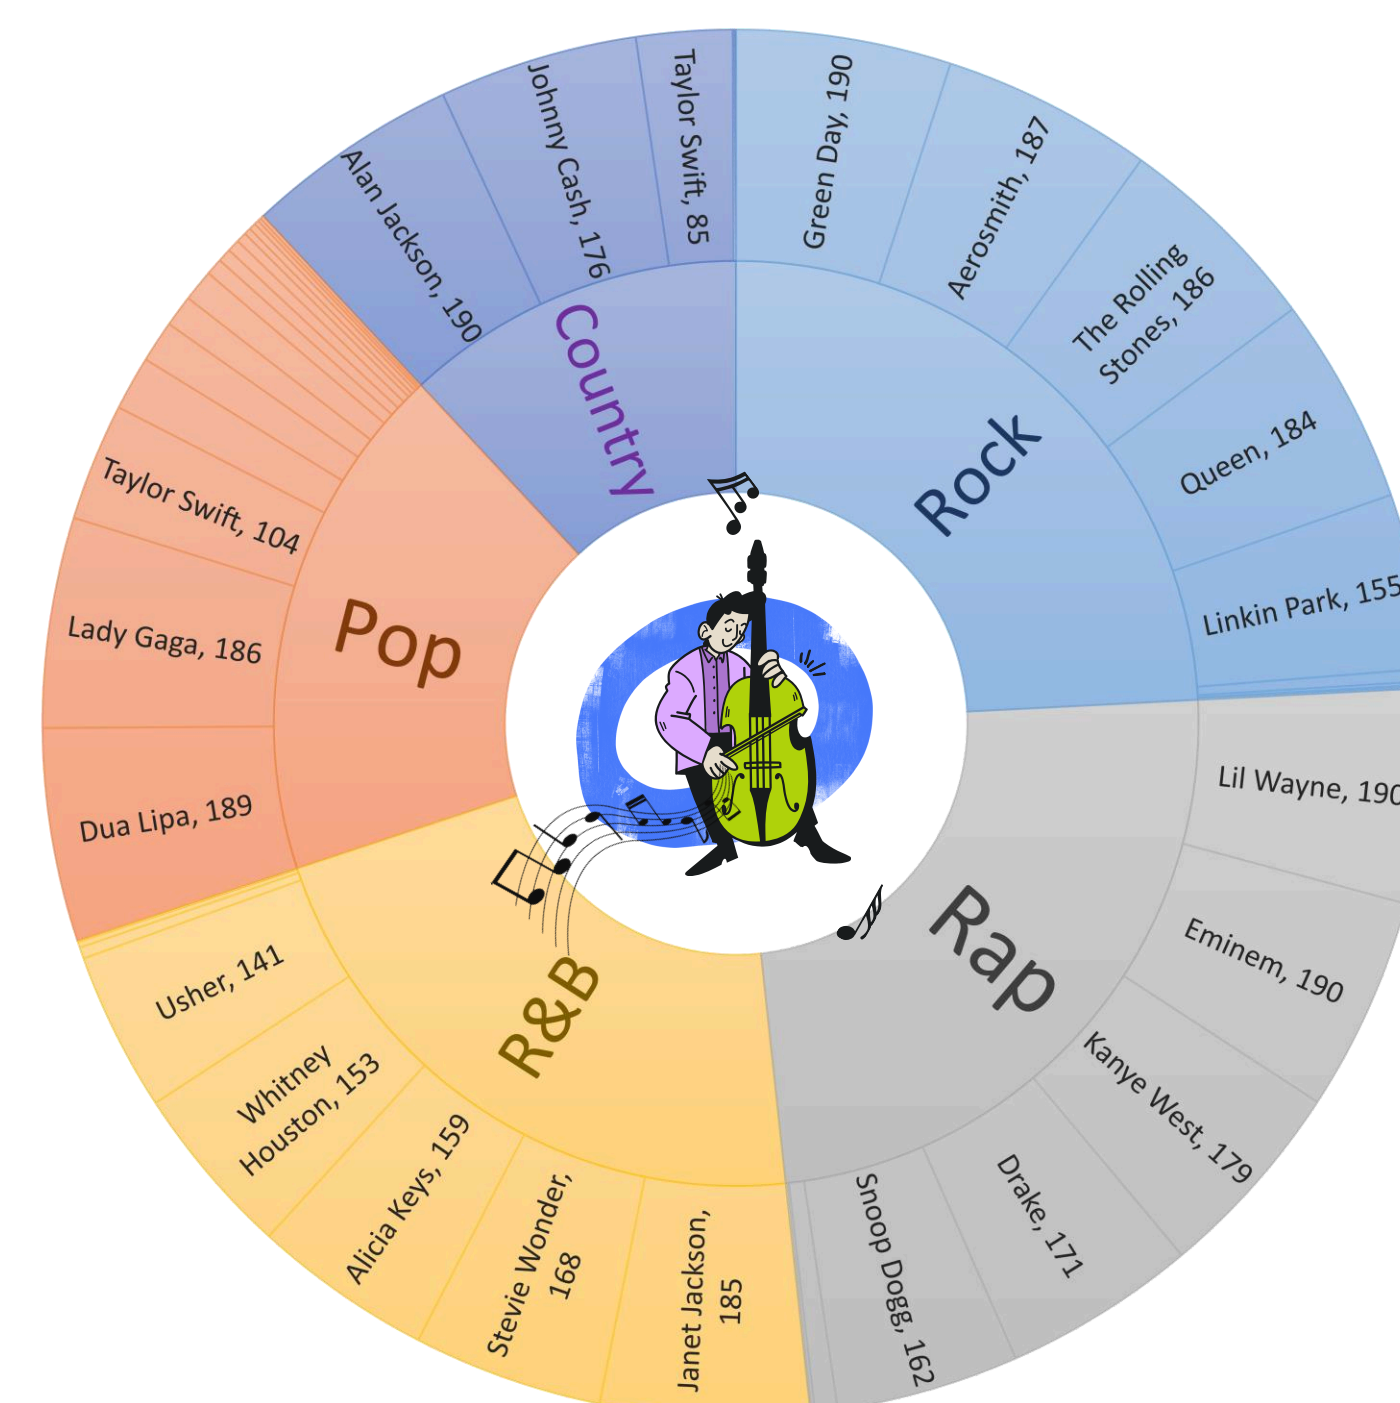 Rock
Green Day, 190
Aerosmith, 187
The Rolling
Stones, 186
Queen, 184
Linkin Park, 155
Rap
Lil Wayne, 190
Eminem, 190
Kanye West, 179
Drake, 171
Snoop Dogg, 162
R&B
Janet Jackson,
185
Stevie Wonder,
168
Alicia Keys, 159
Whitney
Houston, 153
Usher, 141
Pop
Dua Lipa, 189
Lady Gaga, 186
Taylor Swift, 104
Country
Alan Jackson, 190
Johnny Cash, 176
Taylor Swift, 85